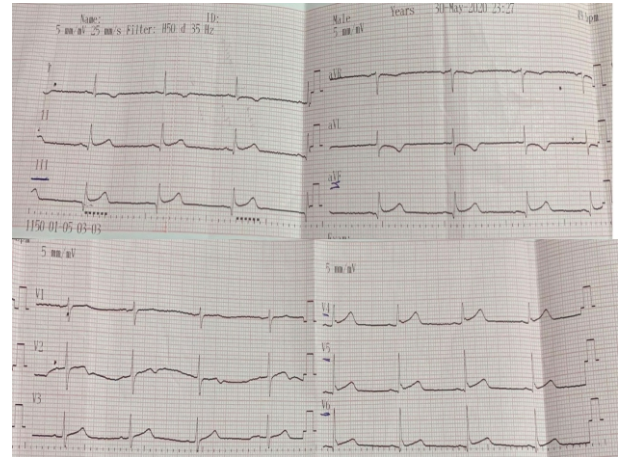 Name: ID:
5 mm/mV 25 mm/s Filter: H50 d 35 Hz
I
II
III
1150 01-05 03-03
Male Years 30-May-2020 23:27
5 mm/mV
aVR
aVL
aVF
5 mm/mV
V1
V2
V3
5 mm/mV
V4
V5
V6